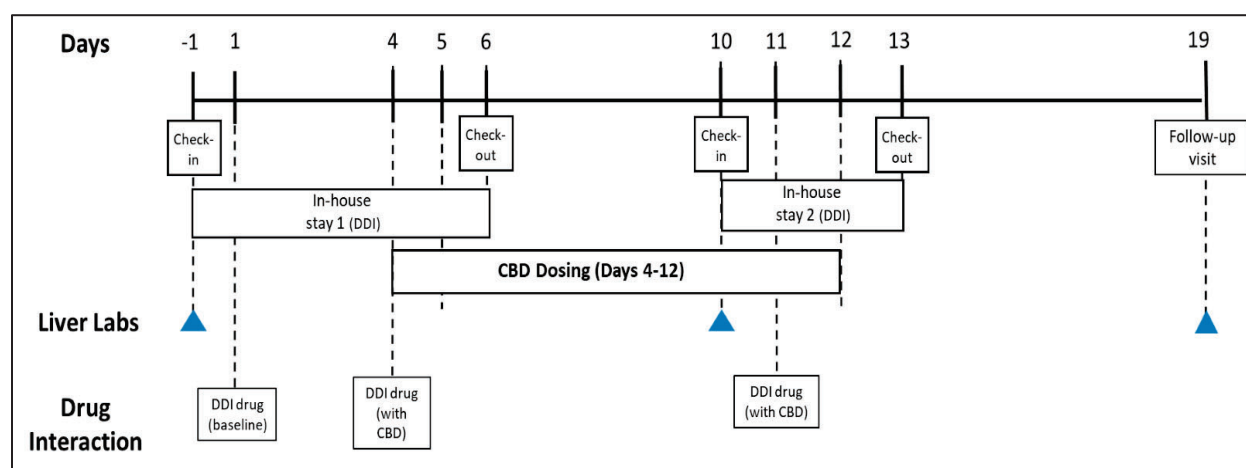 Days
-1 1 4 5 6 10 11 12 13 19
Check-
in
Check-
out
Check-
in
Check-
out
Follow-up
visit
In-house
stay 1 (DDI)
In-house
stay 2 (DDI)
CBD Dosing (Days 4-12)
Liver Labs
Drug
Interaction
DDI drug
(baseline)
DDI drug
(with
CBD)
DDI drug
(with CBD)